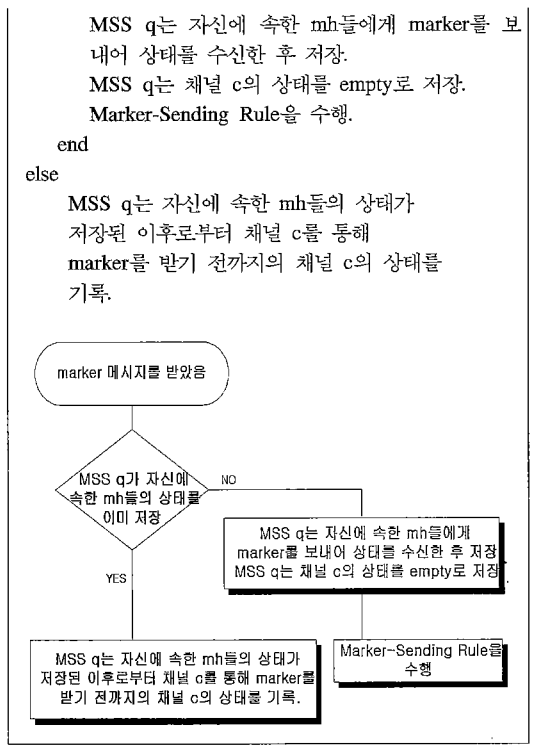 MSS q는 자신에 속한 mh들에게 marker를 보
내어 상태를 수신한 후 저장.
MSS q는 채널 c의 상태를 empty로 저장.
Marker-Sending Rule을 수행.
end
else
MSS q는 자신에 속한 mh들의 상태가
저장된 이후로부터 채널 c를 통해
marker를 받기 전까지의 채널 c의 상태를
기록.
marker 메시지를 받았음
MSS q가 자신에
속한 mh들의 상태를
이미 저장
NO
MSS q는 자신에 속한 mh들에게
marker를 보내어 상태를 수신한 후 저장
MSS q는 채널 c의 상태를 empty로 저장
YES
Marker-Sending Rule을
수행
MSS q는 자신에 속한 mh들의 상태가
저장된 이후로부터 채널 c를 통해 marker를
받기 전까지의 채널 c의 상태를 기록.